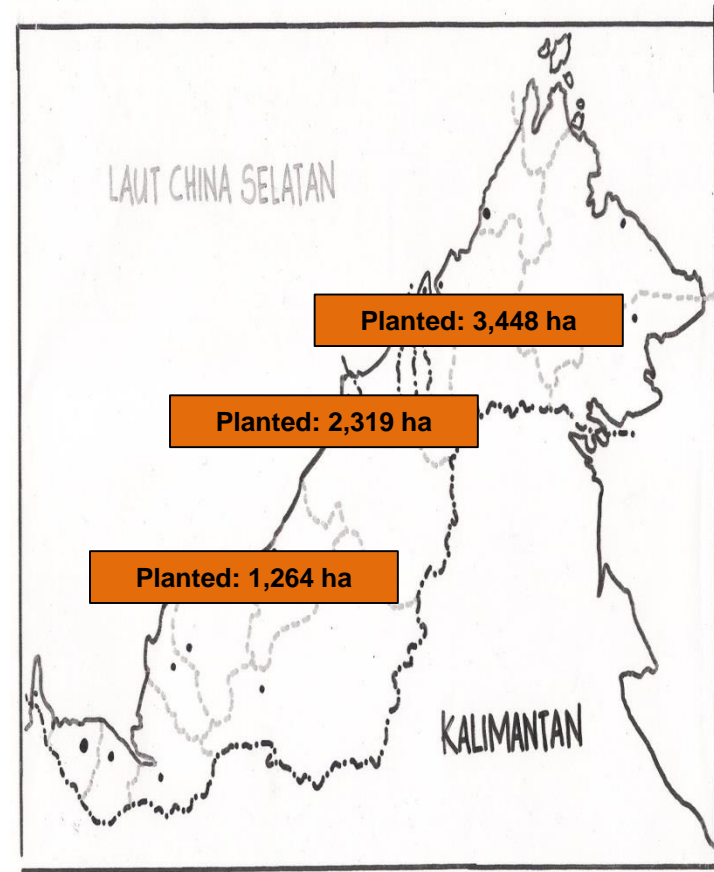 LAUT CHINA SELATAN
Planted: 3,448 ha
Planted: 2,319 ha
Planted: 1,264 ha
KALIMANTAN